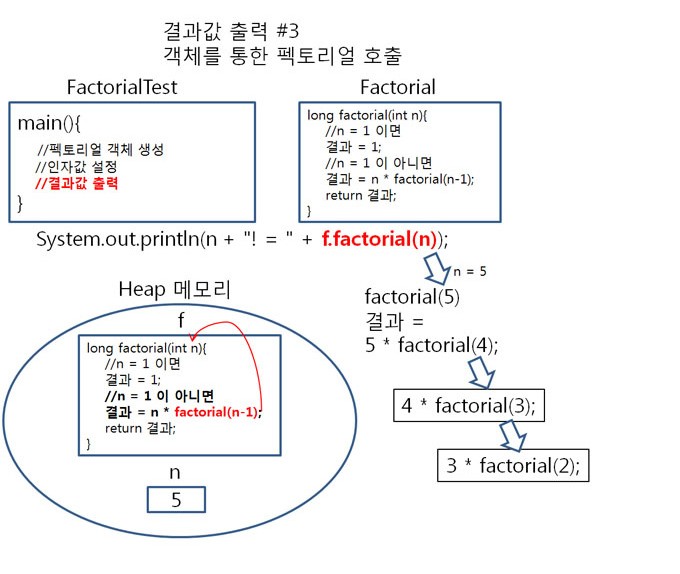 결과값 출력 #3
객체를 통한 펙토리얼 호출
FactorialTest
main(){
//펙토리얼 객체 생성
//인자값 설정
//결과값 출력
}
Factorial
long factorial(int n){
//n = 1 이면
결과 = 1;
//n = 1 이 아니면
결과 = n * factorial(n-1);
return 결과;
}
System.out.println(n + "! = " + f.factorial(n));
n = 5
factorial(5)
결과 =
5 * factorial(4);
4 * factorial(3);
3 * factorial(2);
Heap 메모리
f
long factorial(int n){
//n = 1 이면
결과 = 1;
//n = 1 이 아니면
결과 = n * factorial(n-1);
return 결과;
}
n
5